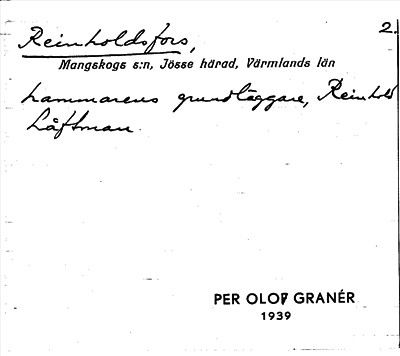 Reinholdsfors,
2.
Mangskogs s:n, Jösse härad, Värmlands län
hammarens grundläggare, Reinhold
Låftman.
PER OLOF GRANÉR
1939